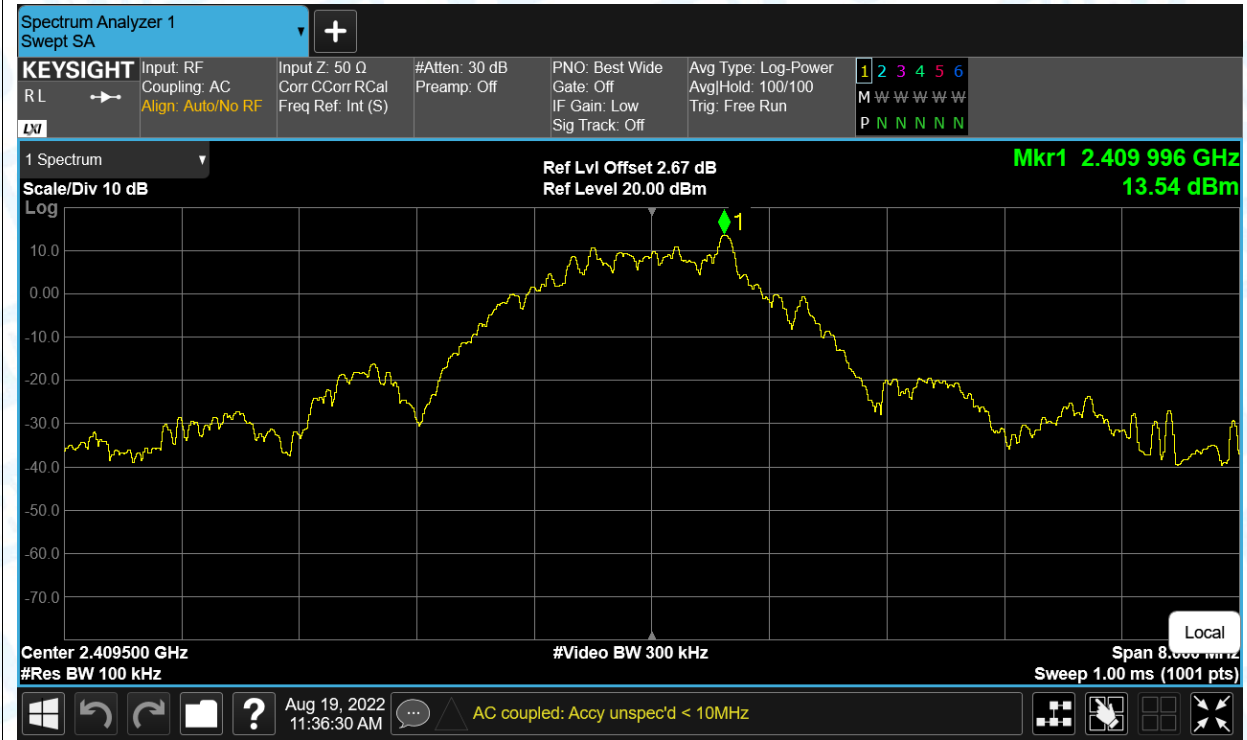 Spectrum Analyzer 1
Swept SA
KEYSIGHT
R L
LXI
Input: RF
Coupling: AC
Align: Auto/No RF
Input Z: 50 Ω
Corr CCorr RCal
Freq Ref: Int (S)
#Atten: 30 dB
Preamp: Off
PNO: Best Wide
Gate: Off
IF Gain: Low
Sig Track: Off
Avg Type: Log-Power
Avg|Hold: 100/100
Trig: Free Run
1 2 3 4 5 6
M W W W W W
P N N N N N
1 Spectrum
Scale/Div 10 dB
Log
Ref Lvl Offset 2.67 dB
Ref Level 20.00 dBm
Mkr1 2.409 996 GHz
13.54 dBm
1
10.0
0.00
-10.0
-20.0
-30.0
-40.0
-50.0
-60.0
-70.0
Local
Center 2.409500 GHz
#Video BW 300 kHz
Span 8.000 MHz
#Res BW 100 kHz
Sweep 1.00 ms (1001 pts)
?
Aug 19, 2022
11:36:30 AM
AC coupled: Accy unspec'd < 10MHz